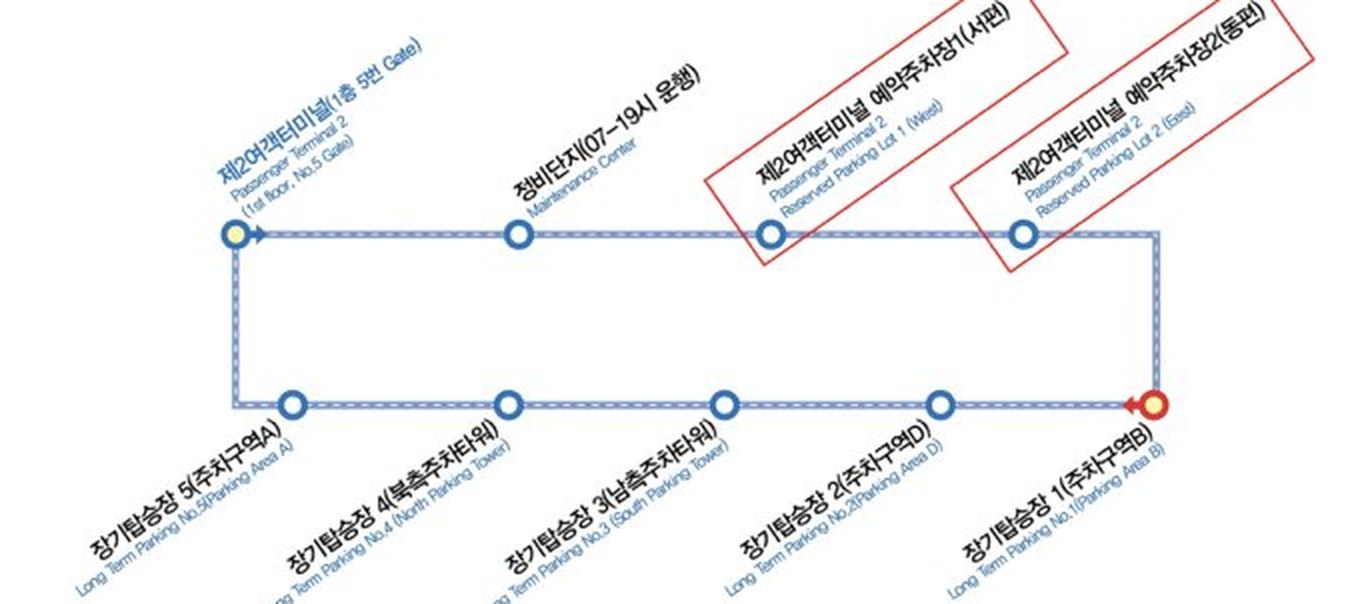 제2여객터미널(1층 5번 Gate)
Passenger Terminal 2
(1st floor, No.5 Gate)
정비단지(07-19시 운행)
Maintenance Center
제2여객터미널 예약주차장1(서편)
Passenger Terminal 2
Reserved Parking Lot 1 (West)
제2여객터미널 예약주차장2(동편)
Passenger Terminal 2
Reserved Parking Lot 2 (East)
장기탑승장 5(주차구역A)
Long Term Parking No.5(Parking Area A)
장기탑승장 4(북측주차타워)
Term Parking No.4 (North Parking Tower)
장기탑승장 3(남측주차타워)
Term Parking No.3 (South Parking Tower)
장기탑승장 2(주차구역D)
Long Term Parking No.2(Parking Area D)
장기탑승장 1(주차구역B)
Long Term Parking No.1(Parking Area B)